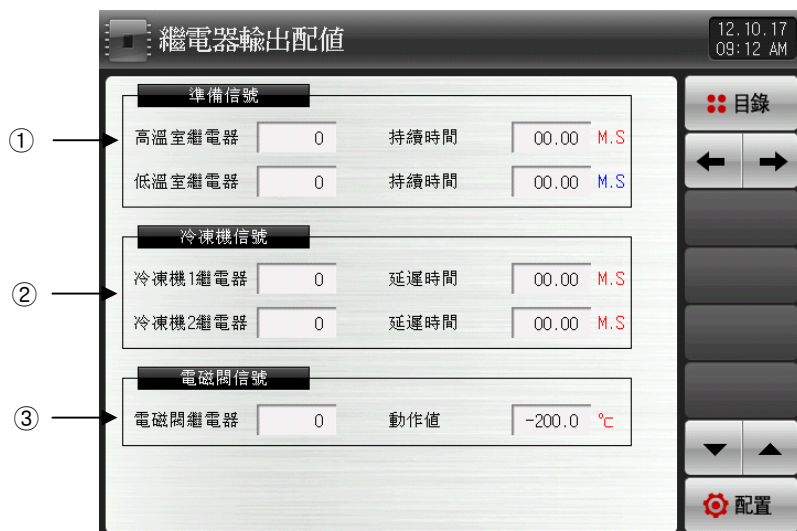 繼電器輸出配值
12.10.17
09:12 AM
準備信號
① 高溫室繼電器 0 持續時間 00.00 M.S
低溫室繼電器 0 持續時間 00.00 M.S
冷凍機信號
② 冷凍機1繼電器 0 延遲時間 00.00 M.S
冷凍機2繼電器 0 延遲時間 00.00 M.S
電磁閥信號
③ 電磁閥繼電器 0 動作値 -200.0 ℃
目錄
配置